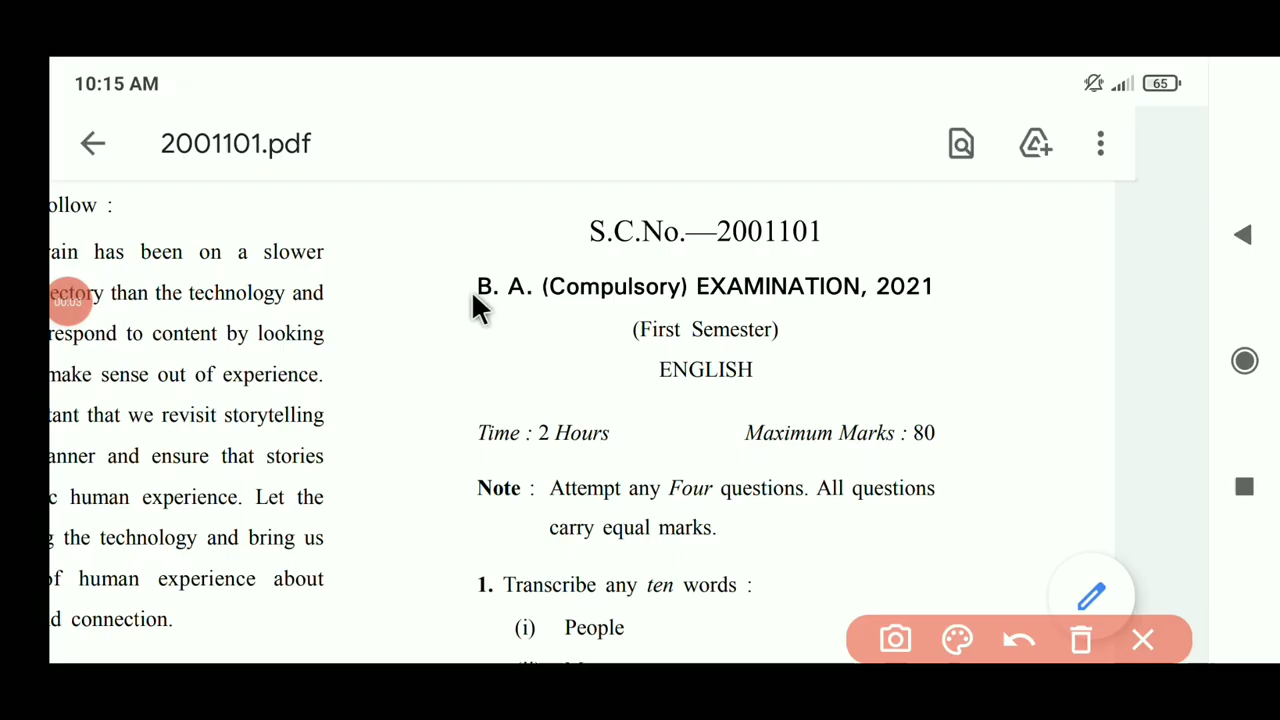 10:15 AM
65
2001101.pdf
ollow :
ain has been on a slower
ectory than the technology and
00:03
respond to content by looking
make sense out of experience.
tant that we revisit storytelling
anner and ensure that stories
c human experience. Let the
g the technology and bring us
of human experience about
d connection.
S.C.No.—2001101
B. A. (Compulsory) EXAMINATION, 2021
(First Semester)
ENGLISH
Time : 2 Hours Maximum Marks : 80
Note : Attempt any Four questions. All questions
carry equal marks.
1. Transcribe any ten words :
(i) People